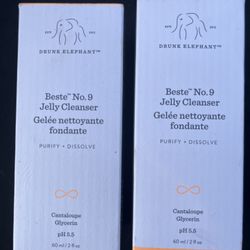 DRUNK ELEPHANT™
Beste™ No. 9
Jelly Cleanser
Gelée nettoyante
fondante
PURIFY + DISSOLVE
Cantaloupe
Glycerin
pH 5.5
60 ml / 2 fl oz
DRUNK ELEPHANT™
Beste™ No. 9
Jelly Cleanser
Gelée nettoyante
fondante
PURIFY + DISSOLVE
Cantaloupe
Glycerin
pH 5.5
60 ml / 2 fl oz